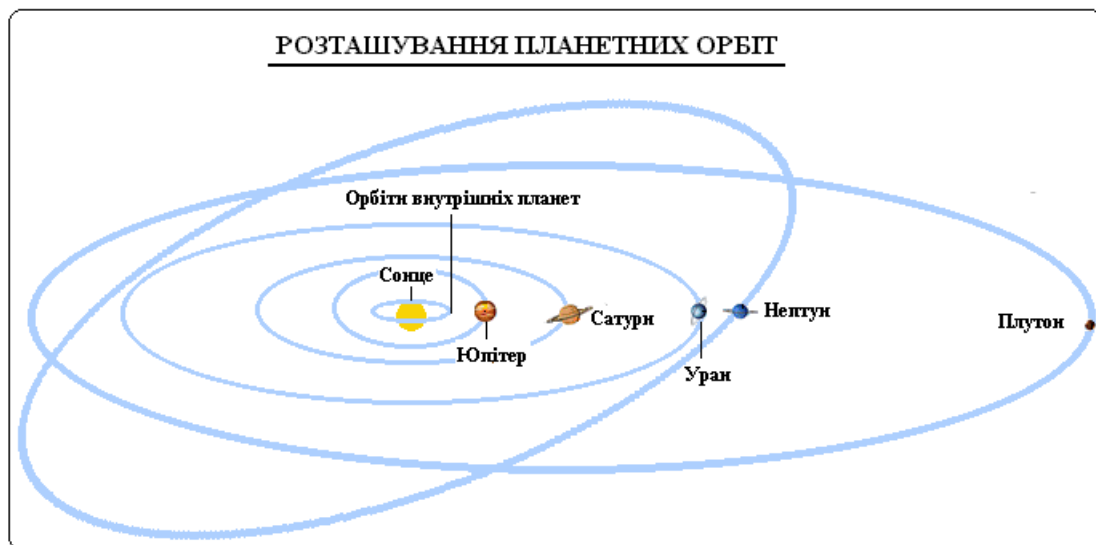 РОЗТАШУВАННЯ ПЛАНЕТНИХ ОРБІТ
Орбіти внутрішніх планет
Сонце
Сатурн
Нептун
Плутон
Юпітер
Уран